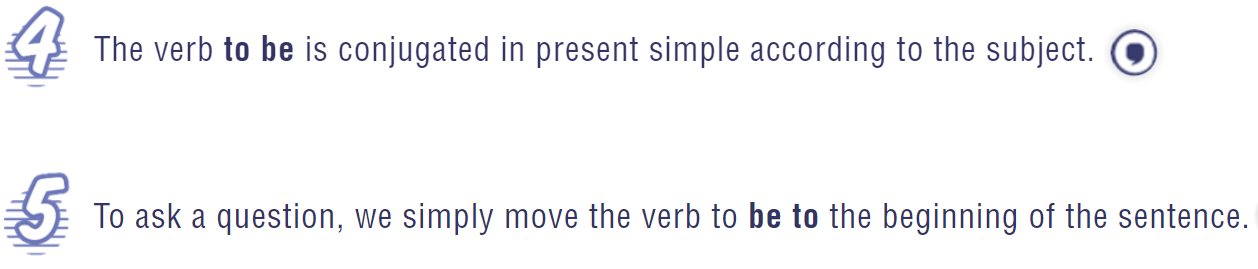 4 The verb to be is conjugated in present simple according to the subject.
5 To ask a question, we simply move the verb to be to the beginning of the sentence.